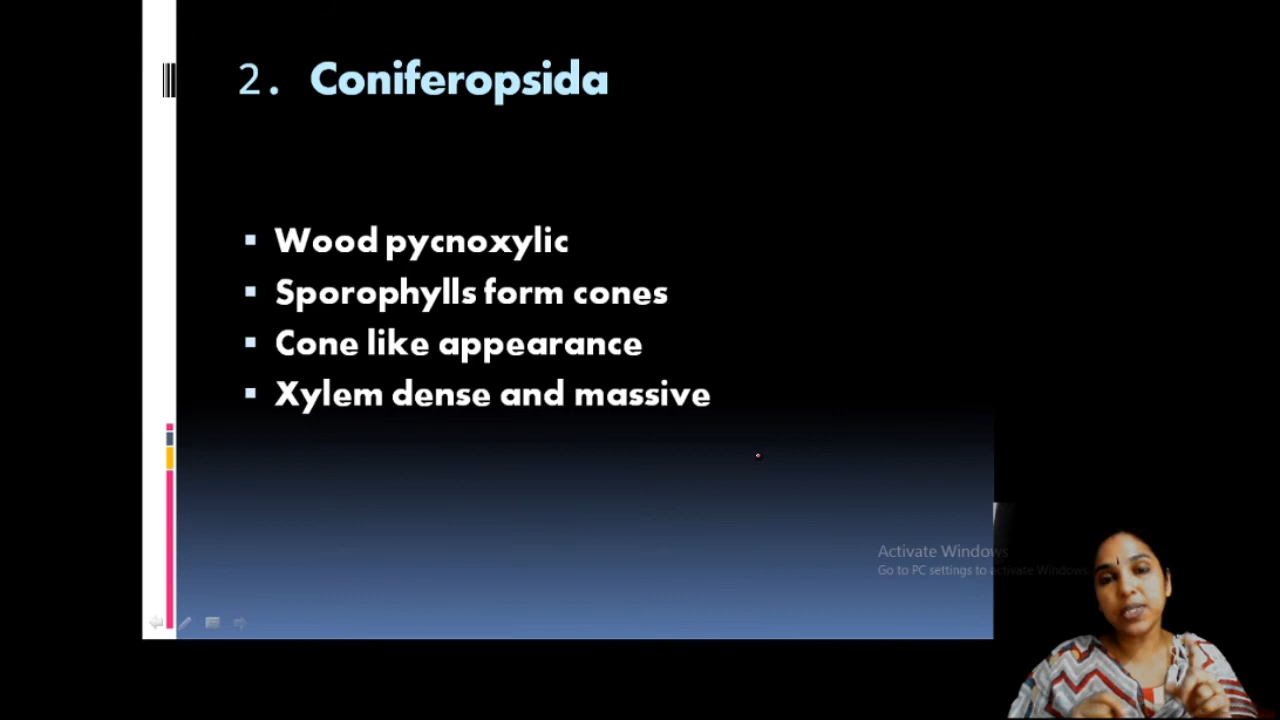 2. Coniferopsida
Wood pycnoxylic
Sporophylls form cones
Cone like appearance
Xylem dense and massive
Activate Windows
Go to PC settings to activate Windows.